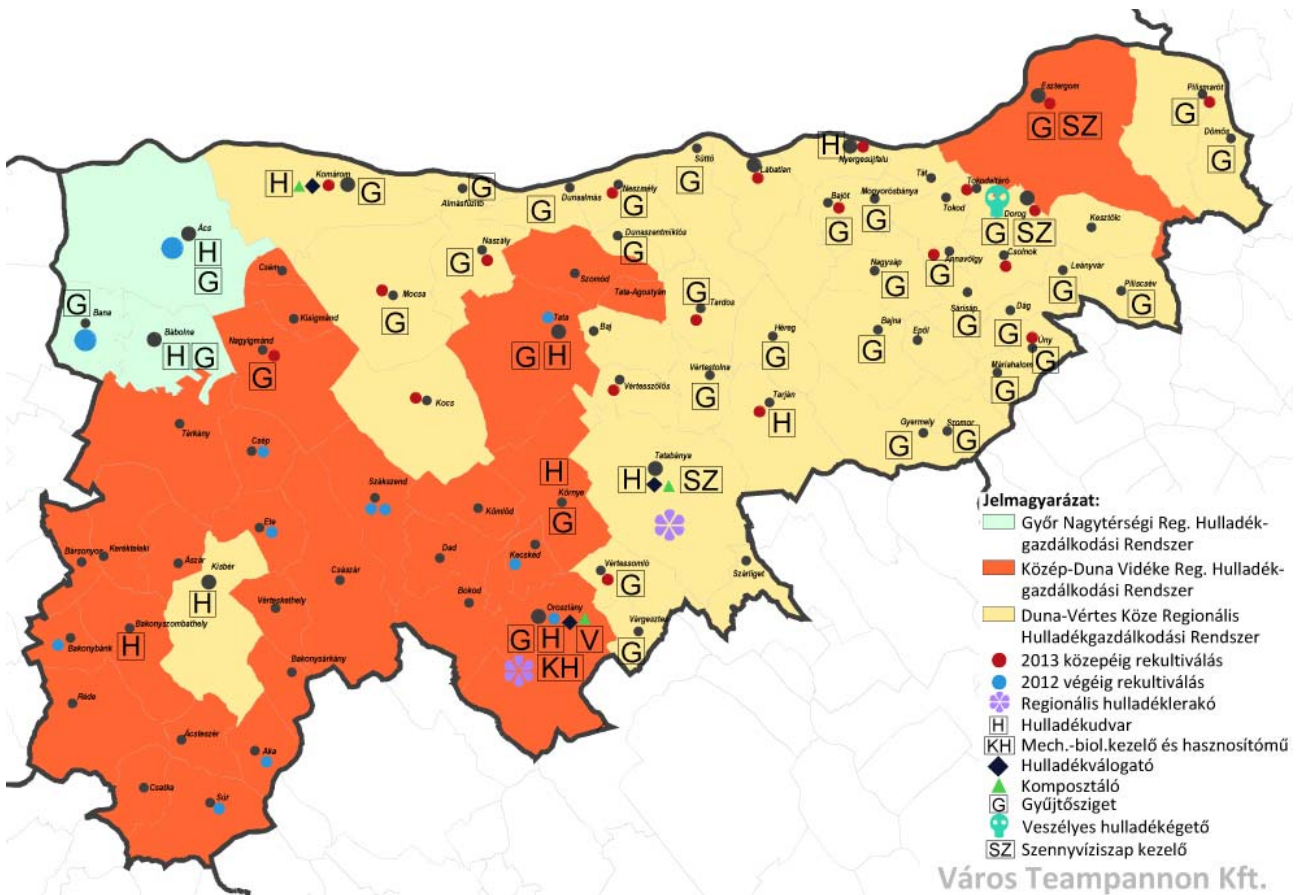 Esztergom
Pilismarót
G SZ
G
Dömös
G
Süttő
G
H
Nyergesújfalu
Lábatlan
Komárom
H
G
Almásfüzitő
G
Dunaalmás
G
Neszmély
G
Bajót
G
Mogyorósbánya
G
Tát
Tokod
Tokodaltáró
Dorog
G SZ
Kesztölc
Ács
H
G
Naszály
G
Dunaszentmiklós
G
Annavölgy
G
Csolnok
Leányvár
G
Piliscsév
G
Csém
Mocsa
G
Szomód
Tata-Agostyán
G
Tardoa
Nagysáp
G
Sárisáp
G
Dág
G
Bana
G
Bábolna
H G
Kisigmánd
Nagyigmánd
G
Tata
G H
Baj
Héreg
G
Bajna
G
Epöl
Úny
G
Máriahalom
G
Kocs
Vértesszőlős
Vértestolna
G
Tarján
H
Gyermely
G
Szomor
G
Tárkány
Csép
Tatabánya
H SZ
Szákszend
H
Környe
G
Kömlőd
Ete
Kecskéd
Dad
Bársonyos
Kerékteleki
Ászár
Kisbér
H
Császár
Bokod
Vértessomló
G
Szárliget
Vérteskethely
Oroszlány
G H V
KH
Várgesztes
G
Bakonyszombathely
H
Bakonybánk
Bakonysárkány
Réde
Ácsteszér
Aka
Csatka
Súr
Jelmagyarázat:
Győr Nagytérségi Reg. Hulladék-
gazdálkodási Rendszer
Közép-Duna Vidéke Reg. Hulladék-
gazdálkodási Rendszer
Duna-Vértes Köze Regionális
Hulladékgazdálkodási Rendszer
2013 közepéig rekultiválás
2012 végéig rekultiválás
Regionális hulladéklerakó
H Hulladékudvar
KH Mech.-biol.kezelő és hasznosítómű
Hulladékválogató
Komposztáló
G Gyűjtősziget
Veszélyes hulladékégető
SZ Szennyvíziszap kezelő
Város Teampannon Kft.